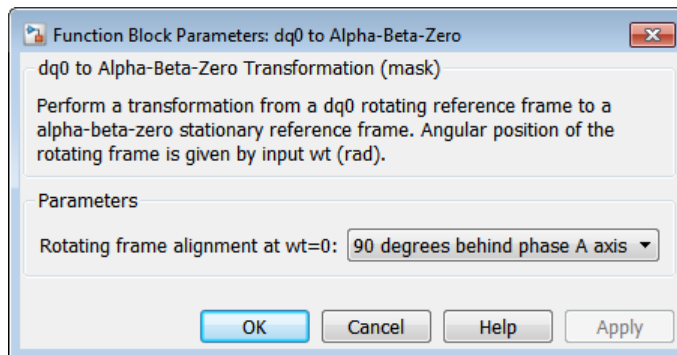 Function Block Parameters: dq0 to Alpha-Beta-Zero
dq0 to Alpha-Beta-Zero Transformation (mask)
Perform a transformation from a dq0 rotating reference frame to a
alpha-beta-zero stationary reference frame. Angular position of the
rotating frame is given by input wt (rad).
Parameters
Rotating frame alignment at wt=0: 90 degrees behind phase A axis
OK Cancel Help Apply